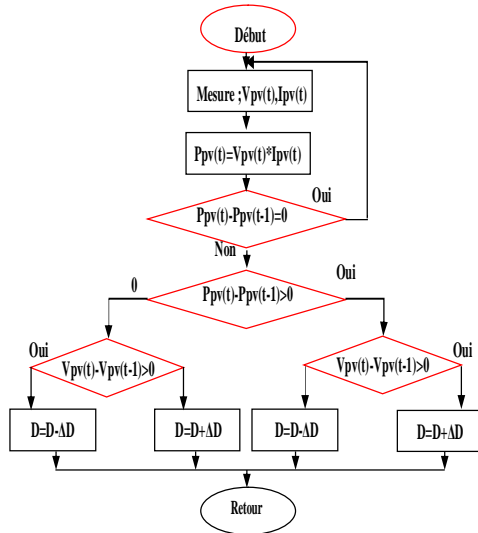 Début
Mesure ;Vpv(t),Ipv(t)
Ppv(t)=Vpv(t)*Ipv(t)
Oui
Ppv(t)-Ppv(t-1)=0
Non
0
Oui
Ppv(t)-Ppv(t-1)>0
Oui
Vpv(t)-Vpv(t-1)>0
Vpv(t)-Vpv(t-1)>0
Oui
D=D-ΔD
D=D+ΔD
D=D-ΔD
D=D+ΔD
Retour